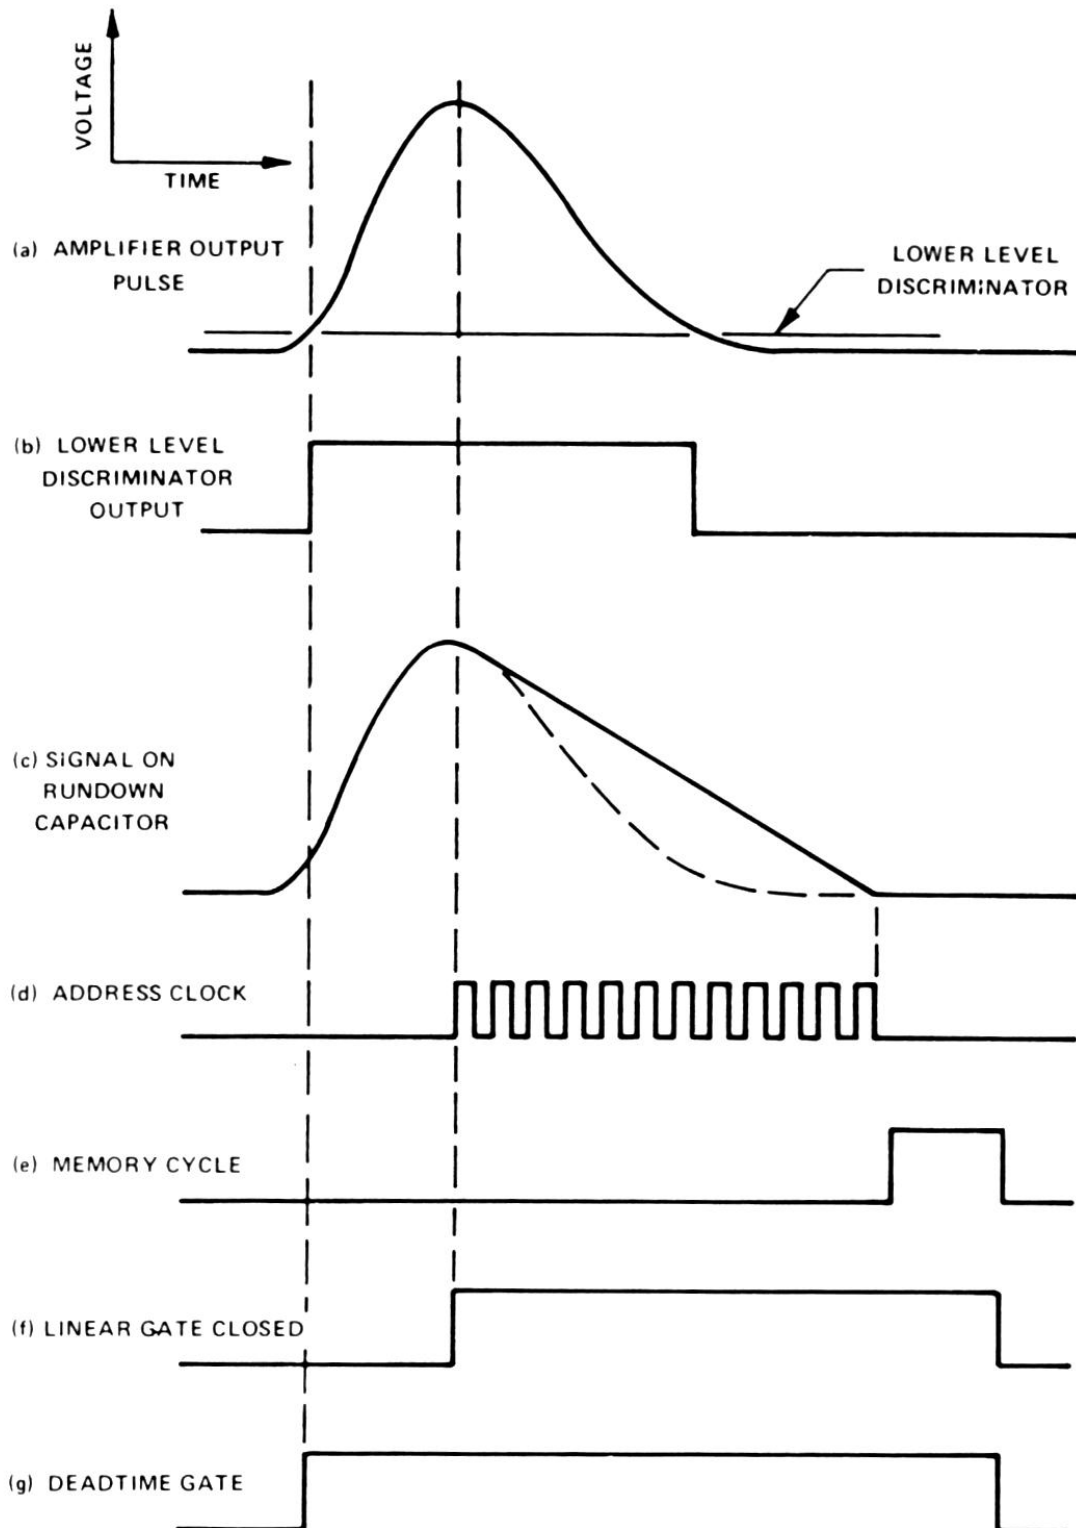 VOLTAGE
TIME
(a) AMPLIFIER OUTPUT
PULSE
LOWER LEVEL
DISCRIMINATOR
(b) LOWER LEVEL
DISCRIMINATOR
OUTPUT
(c) SIGNAL ON
RUNDOWN
CAPACITOR
(d) ADDRESS CLOCK
(e) MEMORY CYCLE
(f) LINEAR GATE CLOSED
(g) DEADTIME GATE